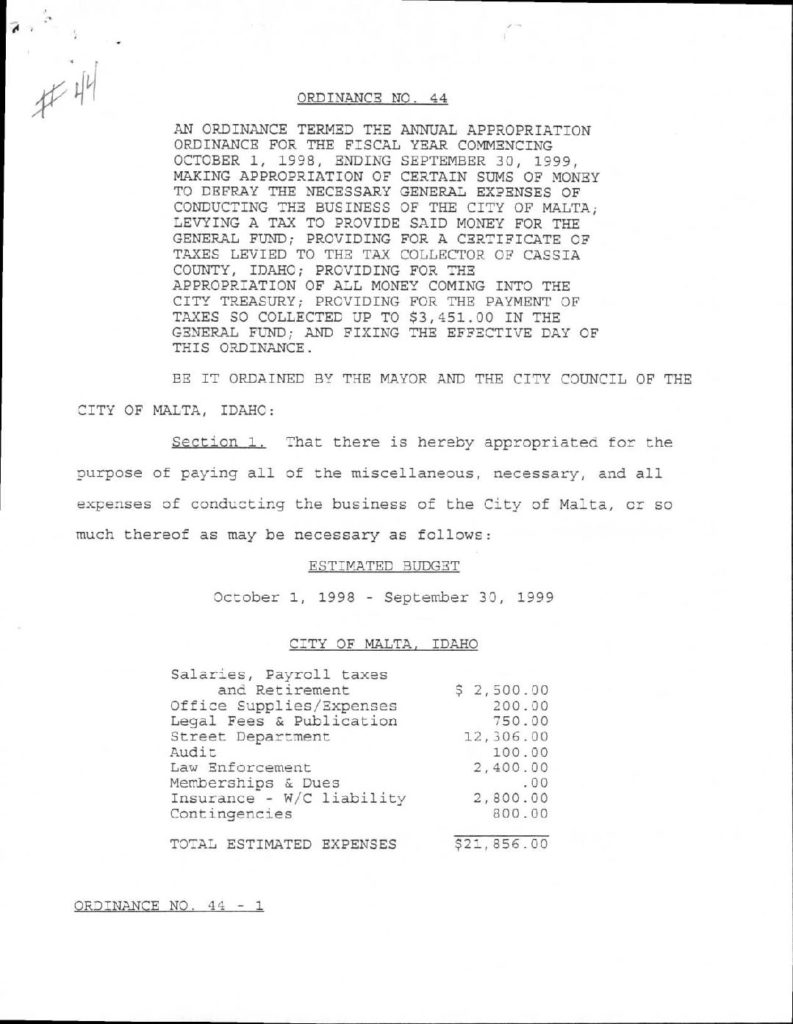 # 44
ORDINANCE NO. 44
AN ORDINANCE TERMED THE ANNUAL APPROPRIATION
ORDINANCE FOR THE FISCAL YEAR COMMENCING
OCTOBER 1, 1998, ENDING SEPTEMBER 30, 1999,
MAKING APPROPRIATION OF CERTAIN SUMS OF MONEY
TO DEFRAY THE NECESSARY GENERAL EXPENSES OF
CONDUCTING THE BUSINESS OF THE CITY OF MALTA;
LEVYING A TAX TO PROVIDE SAID MONEY FOR THE
GENERAL FUND; PROVIDING FOR A CERTIFICATE OF
TAXES LEVIED TO THE TAX COLLECTOR OF CASSIA
COUNTY, IDAHO; PROVIDING FOR THE
APPROPRIATION OF ALL MONEY COMING INTO THE
CITY TREASURY; PROVIDING FOR THE PAYMENT OF
TAXES SO COLLECTED UP TO $3,451.00 IN THE
GENERAL FUND; AND FIXING THE EFFECTIVE DAY OF
THIS ORDINANCE.
BE IT ORDAINED BY THE MAYOR AND THE CITY COUNCIL OF THE
CITY OF MALTA, IDAHO:
Section 1. That there is hereby appropriated for the
purpose of paying all of the miscellaneous, necessary, and all
expenses of conducting the business of the City of Malta, or so
much thereof as may be necessary as follows:
ESTIMATED BUDGET
October 1, 1998 - September 30, 1999
CITY OF MALTA, IDAHO
Salaries, Payroll taxes
and Retirement $ 2,500.00
Office Supplies/Expenses 200.00
Legal Fees & Publication 750.00
Street Department 12,306.00
Audit 100.00
Law Enforcement 2,400.00
Memberships & Dues .00
Insurance - W/C liability 2,800.00
Contingencies 800.00
TOTAL ESTIMATED EXPENSES $21,856.00
ORDINANCE NO. 44 - 1